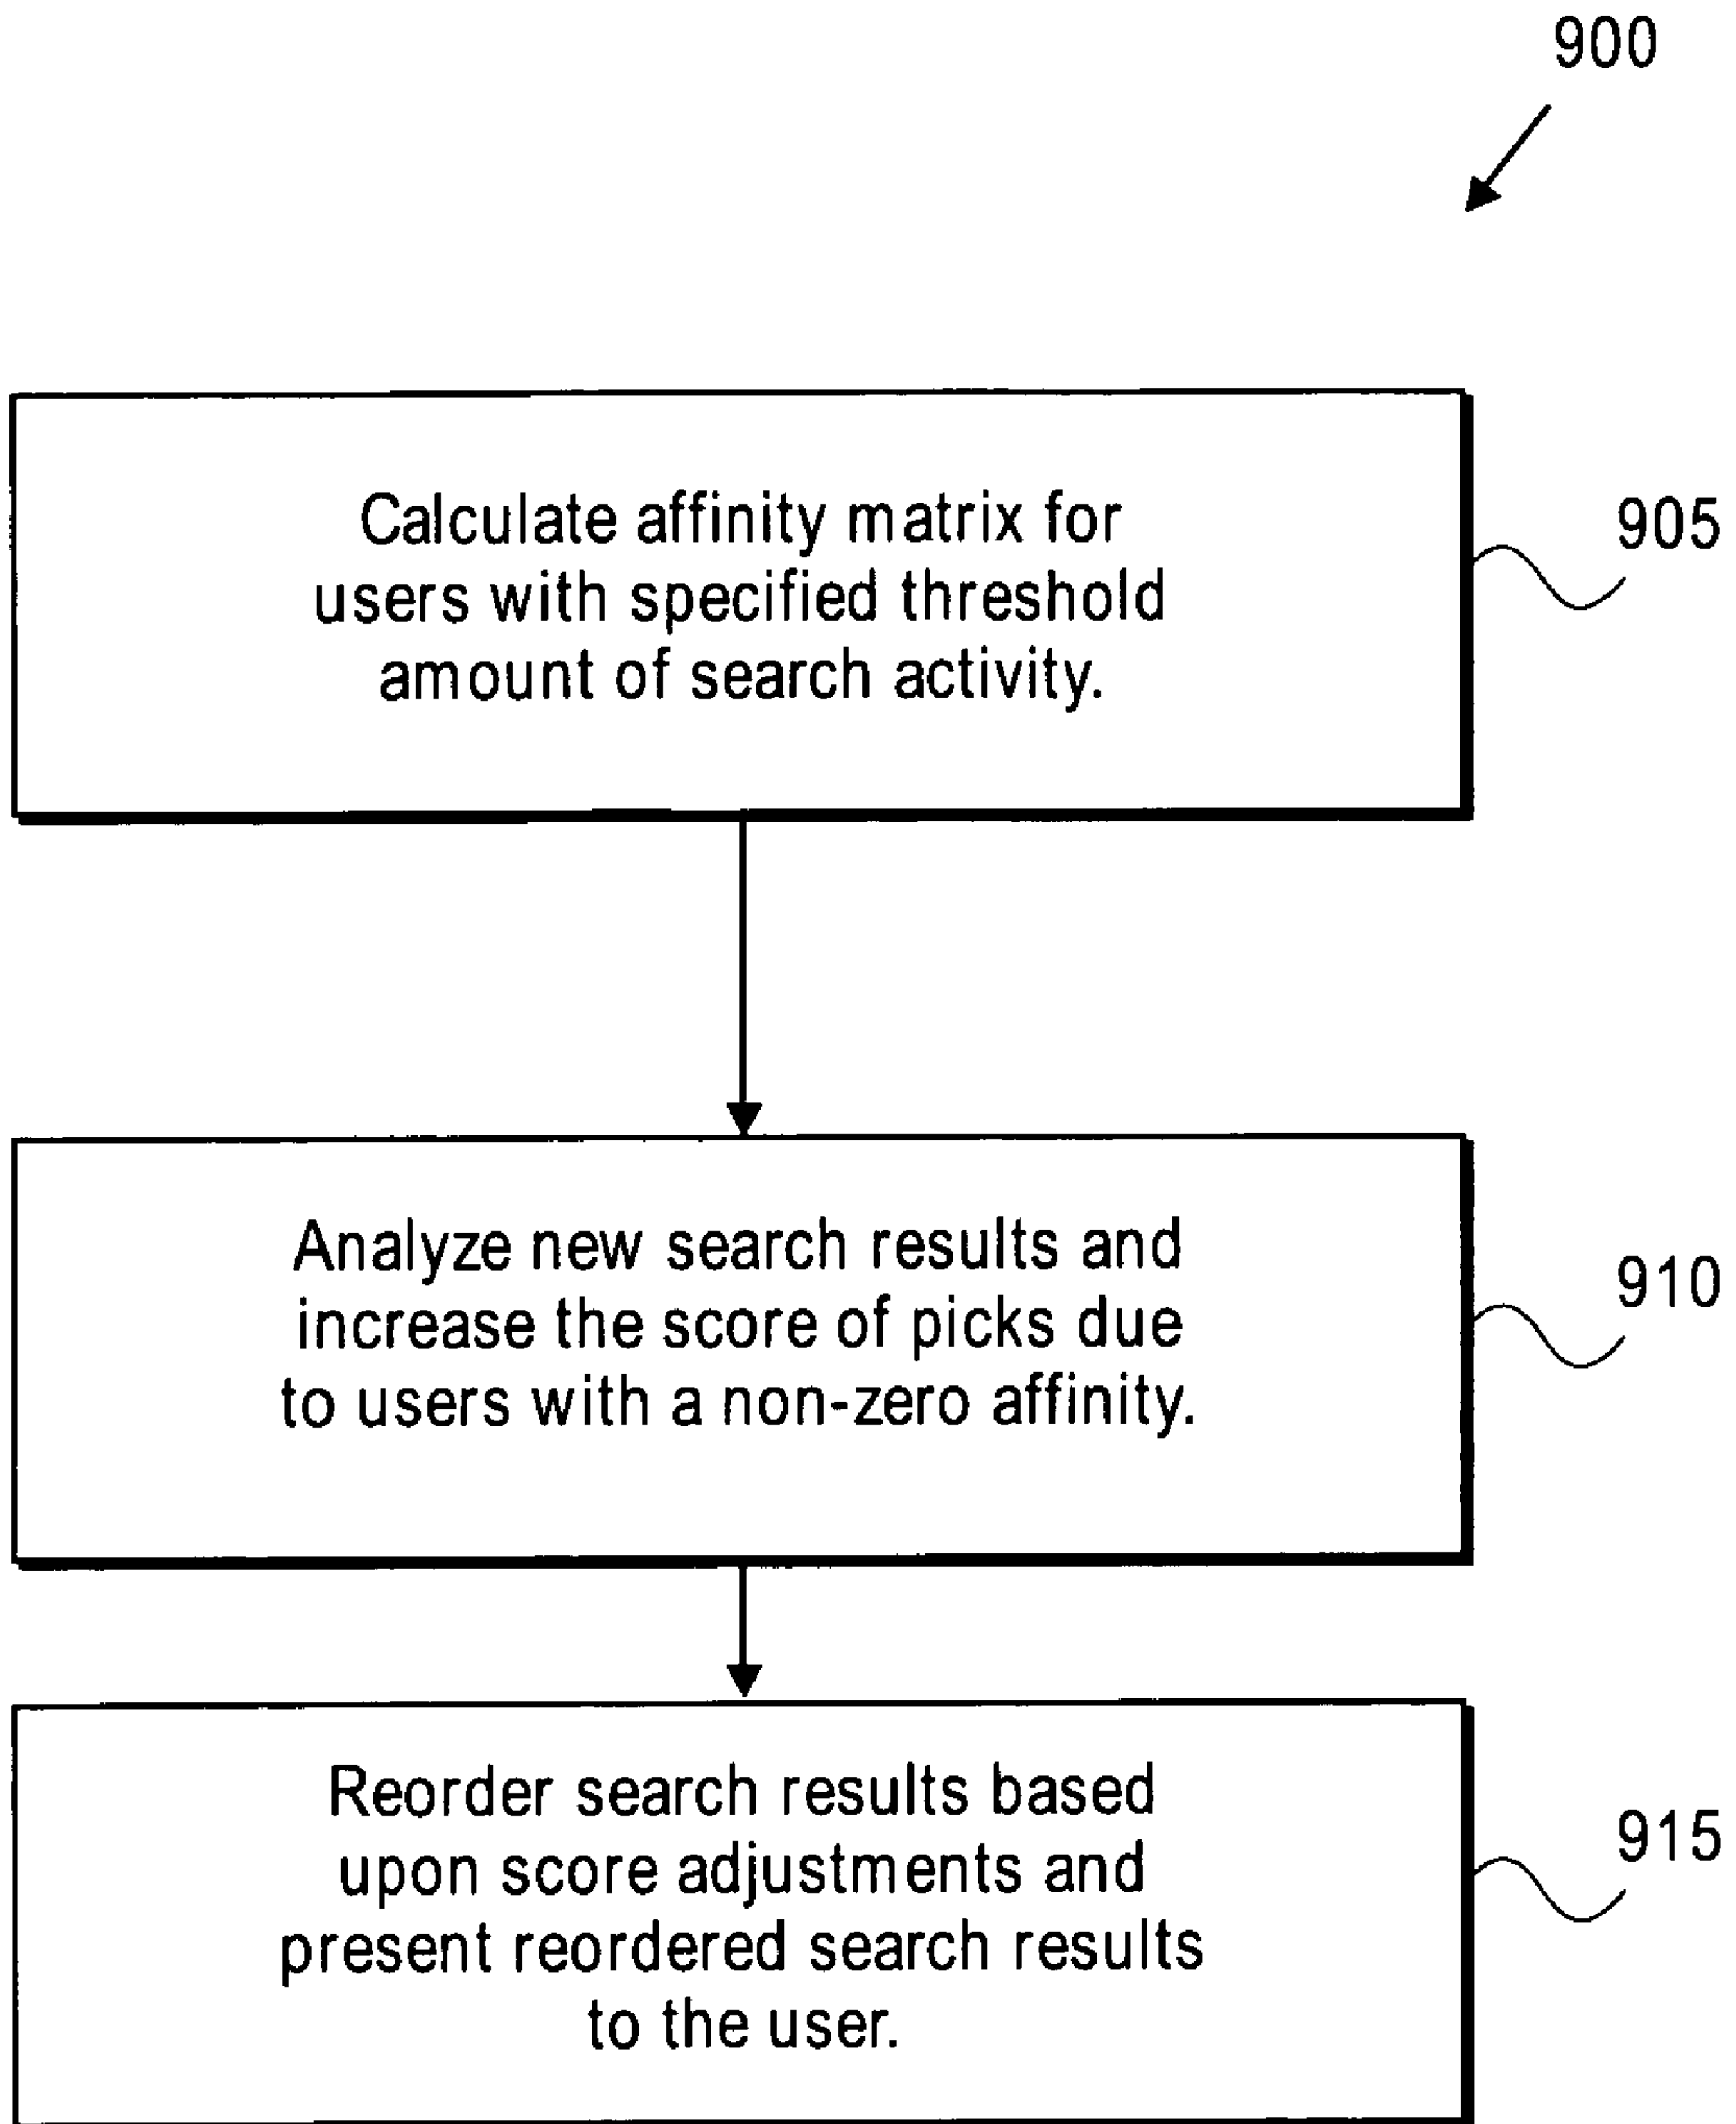 900
Calculate affinity matrix for
users with specified threshold
amount of search activity.
905
Analyze new search results and
increase the score of picks due
to users with a non-zero affinity.
910
Reorder search results based
upon score adjustments and
present reordered search results
to the user.
915